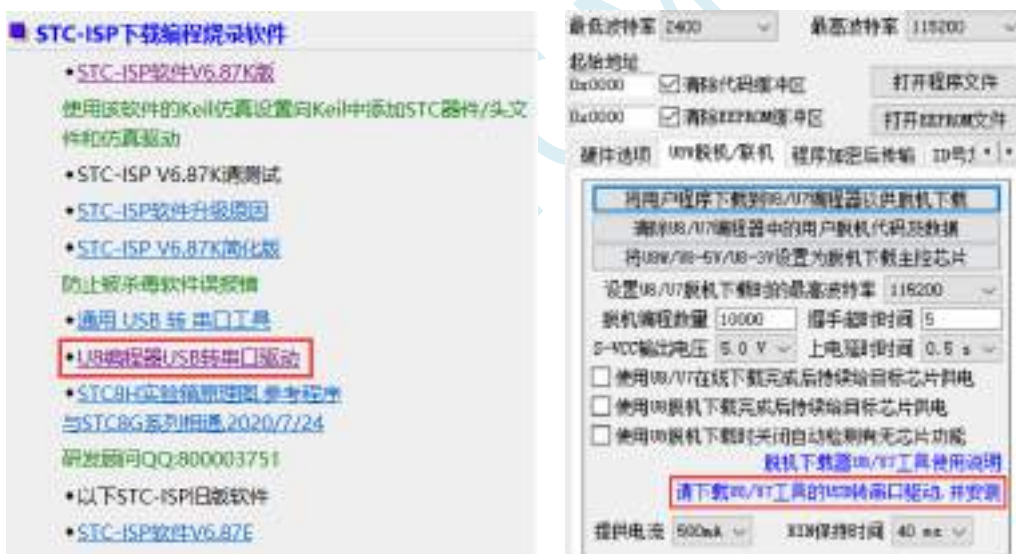 STC-ISP下载编程烧录软件
•STC-ISP软件V6.87K版
使用该软件的Keil仿真设置向Keil中添加STC器件/头文
件和仿真驱动
•STC-ISP V6.87K请测试
•STC-ISP软件升级原因
•STC-ISP V6.87K简化版
防止被杀毒软件误报错
•通用 USB 转 串口工具
•U8编程器USB转串口驱动
•STC8H实验箱原理图,参考程序
与STC8G系列相通,2020/7/24
研发顾问QQ:800003751
•以下STC-ISP旧版软件
•STC-ISP软件V6.87E
最低波特率 2400 最高波特率 115200
起始地址
0x0000 清除代码缓冲区 打开程序文件
0x0000 清除EEPROM缓冲区 打开EEPROM文件
硬件选项 脱机/联机 程序加密后传输 ID号
将用户程序下载到U8/U7编程器以供脱机下载
清除U8/U7编程器中的用户脱机代码及数据
将U8W/U8-5V/U8-3V设置为脱机下载主控芯片
设置U8/U7脱机下载时的最高波特率 115200
脱机编程数量 10000 握手超时时间 5
S-VCC输出电压 5.0 V 上电延时时间 0.5 s
使用U8/U7在线下载完成后持续给目标芯片供电
使用U8脱机下载完成后持续给目标芯片供电
使用U8脱机下载时关闭自动检测有无芯片功能
脱机下载器U8/U7工具使用说明
请下载U8/U7工具的USB转串口驱动,并安装
提供电流 500mA 保持时间 40 ms